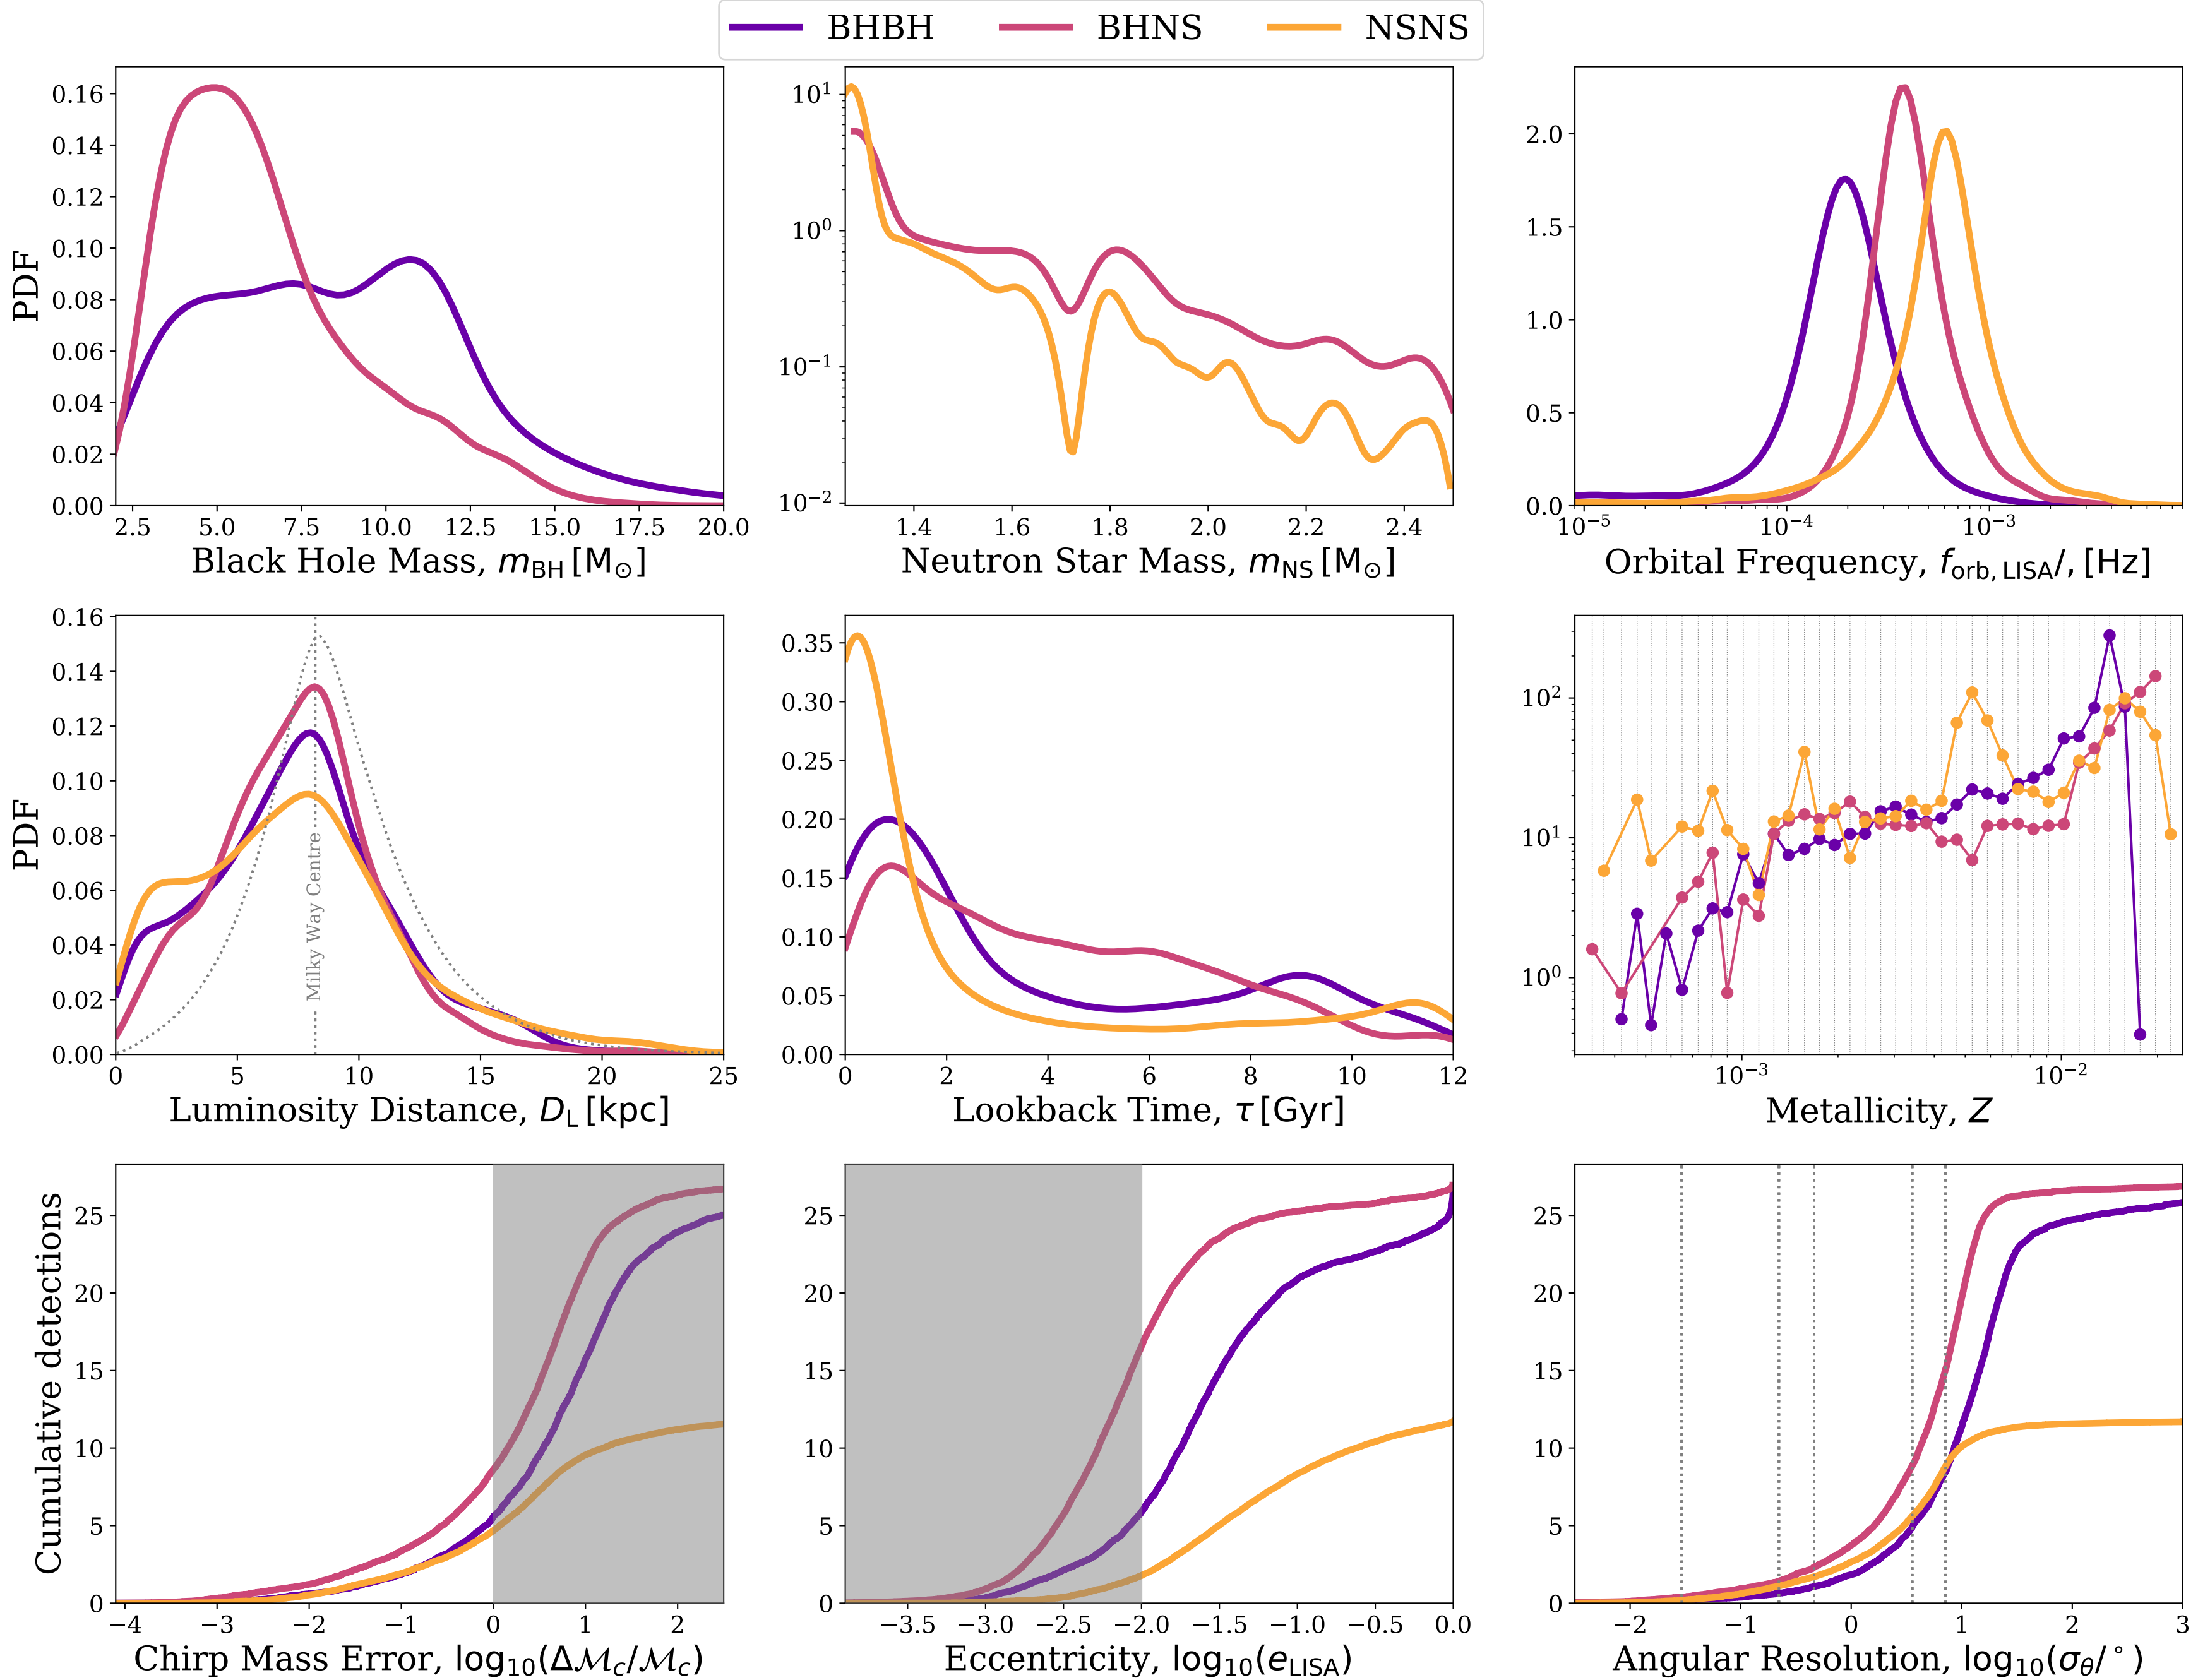 BHBH BHNS NSNS
PDF
0.16
0.14
0.12
0.10
0.08
0.06
0.04
0.02
0.00
2.5 5.0 7.5 10.0 12.5 15.0 17.5 20.0
Black Hole Mass, m_BH [M_⊙]
10^1
10^0
10^−1
10^−2
1.4 1.6 1.8 2.0 2.2 2.4
Neutron Star Mass, m_NS [M_⊙]
2.0
1.5
1.0
0.5
0.0
10^−5 10^−4 10^−3
Orbital Frequency, f_orb, LISA/, [Hz]
PDF
0.16
0.14
0.12
0.10
0.08
0.06
0.04
0.02
0.00
Milky Way Centre
0 5 10 15 20 25
Luminosity Distance, D_L [kpc]
0.35
0.30
0.25
0.20
0.15
0.10
0.05
0.00
0 2 4 6 8 10 12
Lookback Time, τ [Gyr]
10^2
10^1
10^0
10^−3 10^−2
Metallicity, Z
Cumulative detections
25
20
15
10
5
0
−4 −3 −2 −1 0 1 2
Chirp Mass Error, log_10(Δℳ_c/ℳ_c)
25
20
15
10
5
0
−3.5 −3.0 −2.5 −2.0 −1.5 −1.0 −0.5 0.0
Eccentricity, log_10(e_LISA)
25
20
15
10
5
0
−2 −1 0 1 2 3
Angular Resolution, log_10(σ_θ/°)